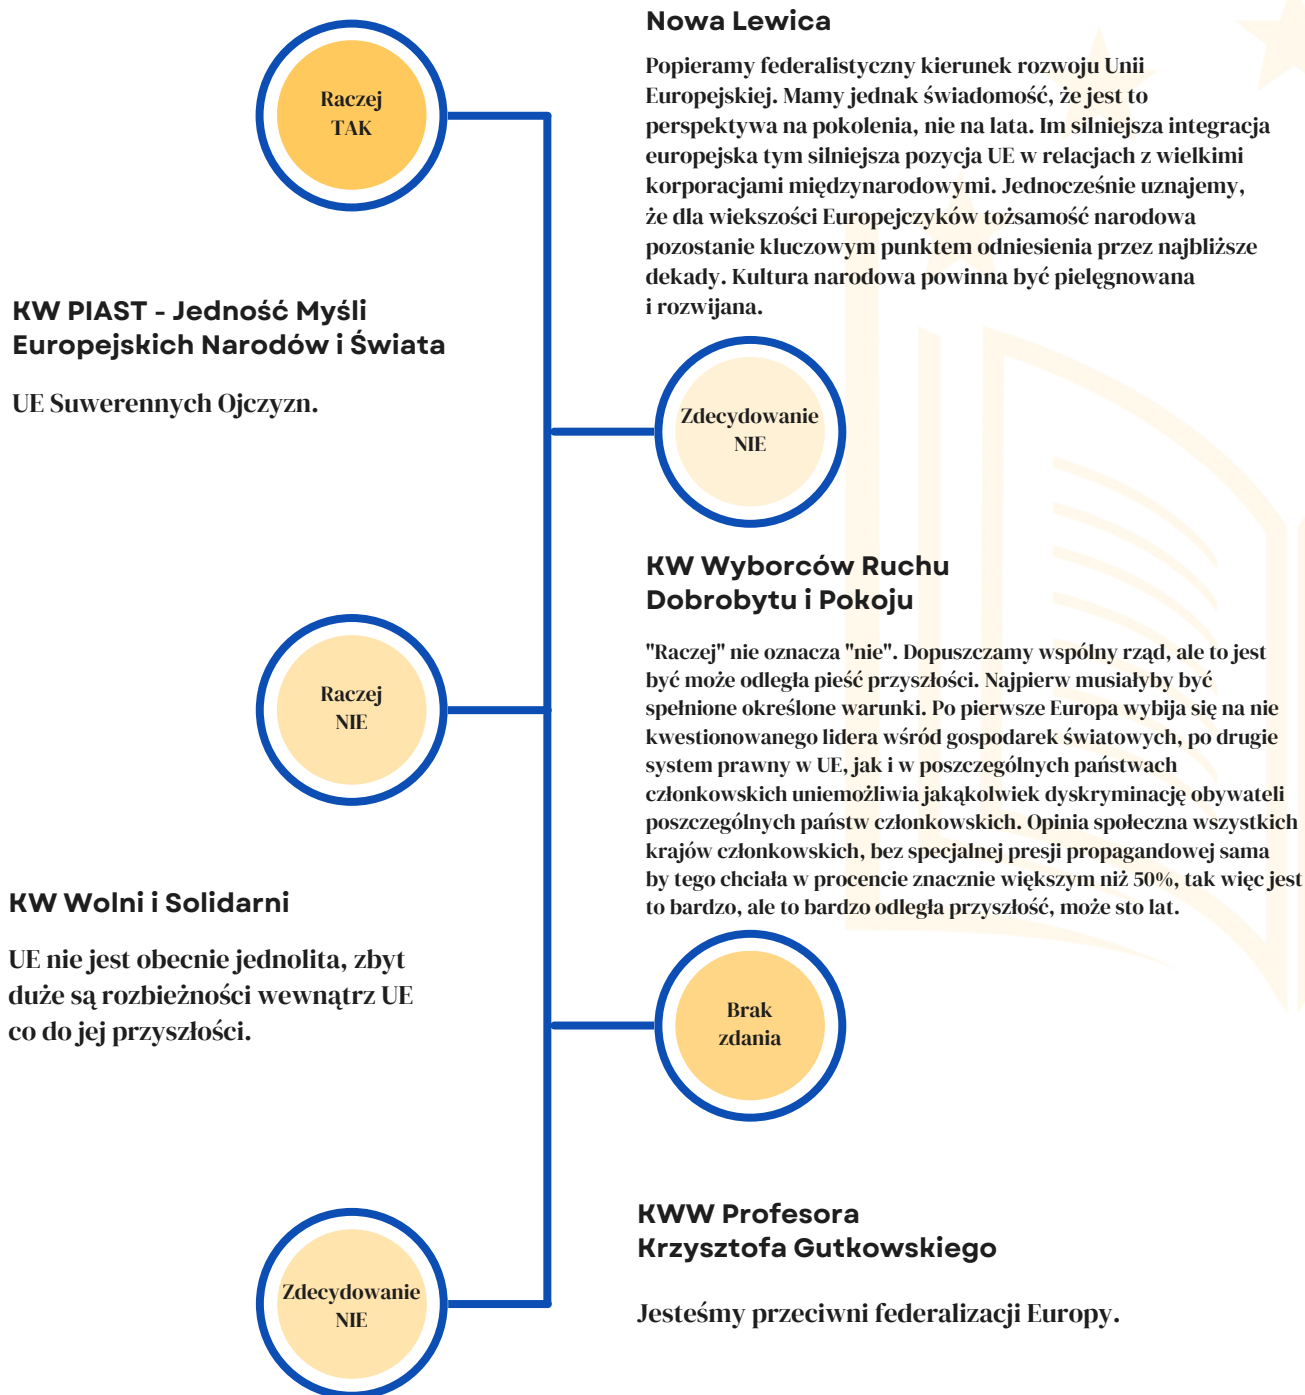 Nowa Lewica
Raczej
TAK
Popieramy federalistyczny kierunek rozwoju Unii
Europejskiej. Mamy jednak świadomość, że jest to
perspektywa na pokolenia, nie na lata. Im silniejsza integracja
europejska tym silniejsza pozycja UE w relacjach z wielkimi
korporacjami międzynarodowymi. Jednocześnie uznajemy,
że dla wiekszości Europejczyków tożsamość narodowa
pozostanie kluczowym punktem odniesienia przez najbliższe
dekady. Kultura narodowa powinna być pielęgnowana
i rozwijana.
KW PIAST - Jedność Myśli
Europejskich Narodów i Świata
UE Suwerennych Ojczyzn.
Zdecydowanie
NIE
KW Wyborców Ruchu
Dobrobytu i Pokoju
Raczej
NIE
"Raczej" nie oznacza "nie". Dopuszczamy wspólny rząd, ale to jest
być może odległa pieść przyszłości. Najpierw musiałyby być
spełnione określone warunki. Po pierwsze Europa wybija się na nie
kwestionowanego lidera wśród gospodarek światowych, po drugie
system prawny w UE, jak i w poszczególnych państwach
członkowskich uniemożliwia jakąkolwiek dyskryminację obywateli
poszczególnych państw członkowskich. Opinia społeczna wszystkich
krajów członkowskich, bez specjalnej presji propagandowej sama
by tego chciała w procencie znacznie większym niż 50%, tak więc jest
to bardzo, ale to bardzo odległa przyszłość, może sto lat.
KW Wolni i Solidarni
UE nie jest obecnie jednolita, zbyt
duże są rozbieżności wewnątrz UE
co do jej przyszłości.
Brak
zdania
KWW Profesora
Krzysztofa Gutkowskiego
Zdecydowanie
NIE
Jesteśmy przeciwni federalizacji Europy.